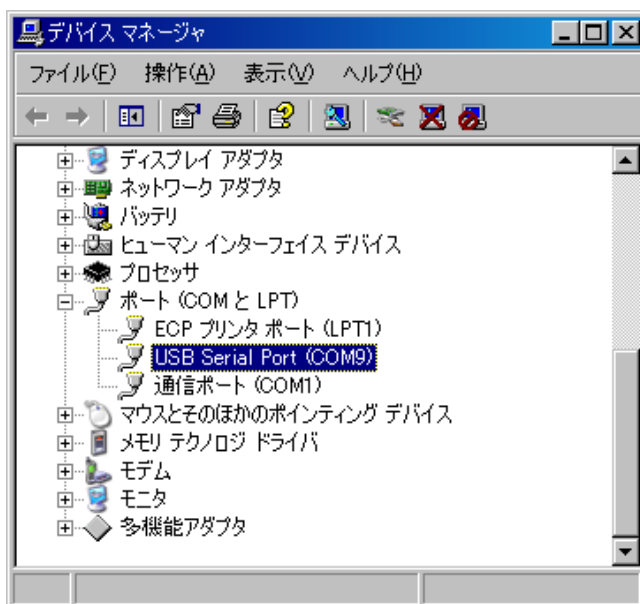 デバイス マネージャ
ファイル(F) 操作(A) 表示(V) ヘルプ(H)
ディスプレイ アダプタ
ネットワーク アダプタ
バッテリ
ヒューマン インターフェイス デバイス
プロセッサ
ポート (COM と LPT)
ECP プリンタ ポート (LPT1)
USB Serial Port (COM9)
通信ポート (COM1)
マウスとそのほかのポインティング デバイス
メモリ テクノロジ ドライバ
モデム
モニタ
多機能アダプタ